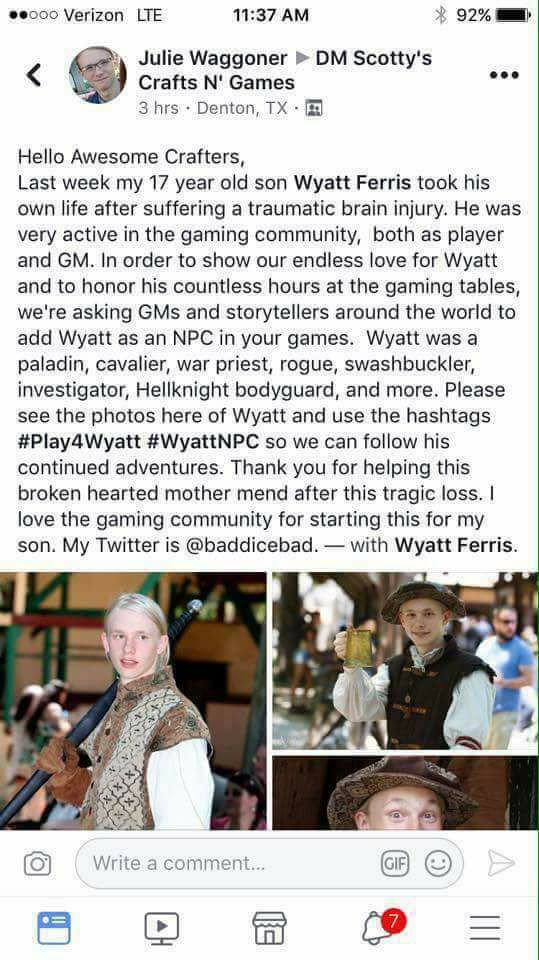 Verizon LTE 11:37 AM 92%
Julie Waggoner ▶ DM Scotty's
Crafts N' Games
3 hrs · Denton, TX ·
Hello Awesome Crafters,
Last week my 17 year old son Wyatt Ferris took his
own life after suffering a traumatic brain injury. He was
very active in the gaming community, both as player
and GM. In order to show our endless love for Wyatt
and to honor his countless hours at the gaming tables,
we're asking GMs and storytellers around the world to
add Wyatt as an NPC in your games. Wyatt was a
paladin, cavalier, war priest, rogue, swashbuckler,
investigator, Hellknight bodyguard, and more. Please
see the photos here of Wyatt and use the hashtags
#Play4Wyatt #WyattNPC so we can follow his
continued adventures. Thank you for helping this
broken hearted mother mend after this tragic loss. I
love the gaming community for starting this for my
son. My Twitter is @baddicebad. — with Wyatt Ferris.
Write a comment... GIF
7